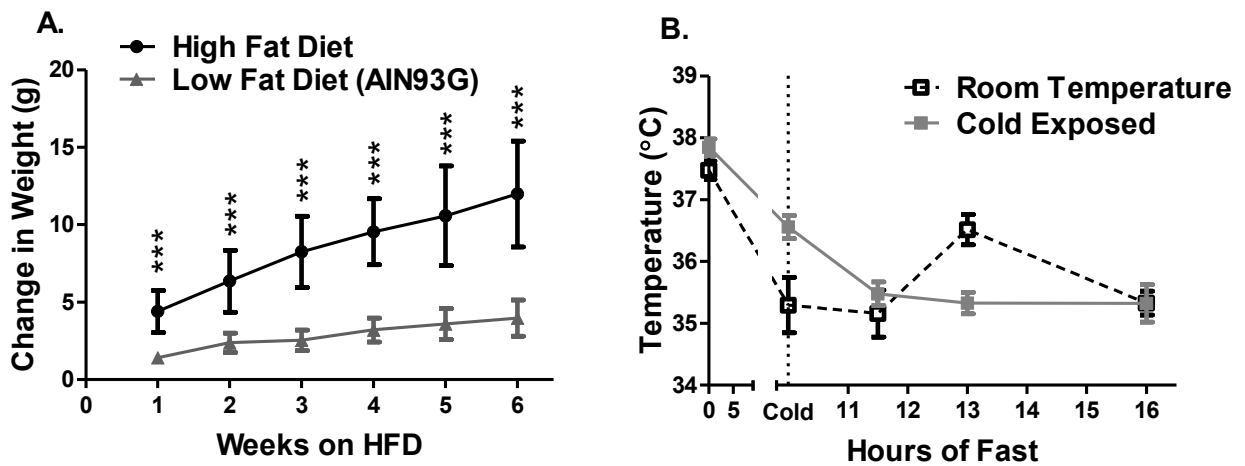 A.
High Fat Diet
Low Fat Diet (AIN93G)
Change in Weight (g)
20
15
10
5
0
***
***
***
***
***
***
0 1 2 3 4 5 6
Weeks on HFD
B.
Room Temperature
Cold Exposed
Temperature (°C)
39
38
37
36
35
34
0 5 Cold 11 12 13 14 15 16
Hours of Fast